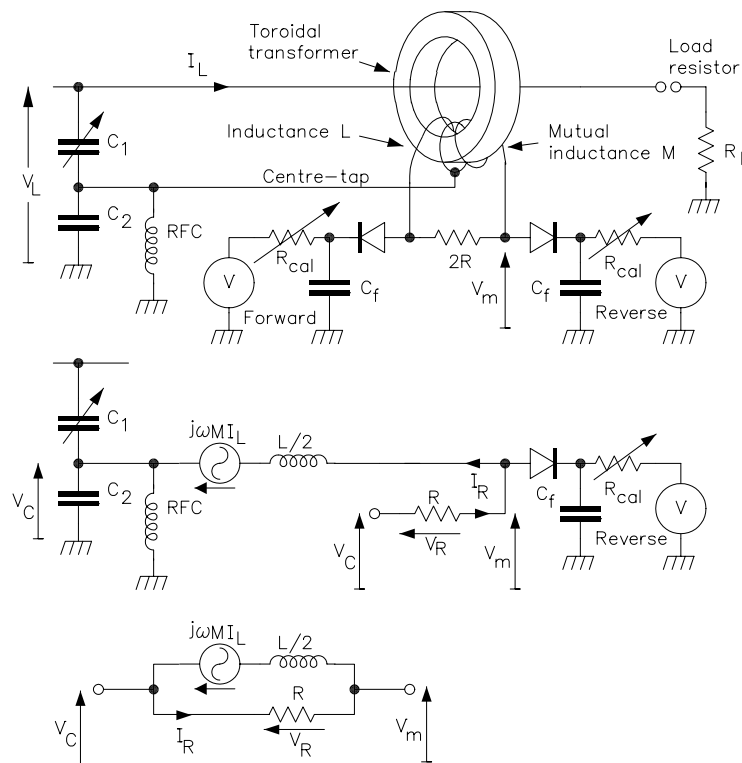 Toroidal
transformer
Load
resistor
I_L
Inductance L
Mutual
inductance M
C_1
R_L
V_L
Centre-tap
C_2
RFC
R_cal
2R
R_cal
V
C_f
V_m
C_f
V
Forward
Reverse
C_1
jωMI_L
L/2
V_C
C_2
RFC
I_R
R
C_f
R_cal
V
V_C
V_R
V_m
Reverse
jωMI_L
L/2
R
V_C
I_R
V_R
V_m